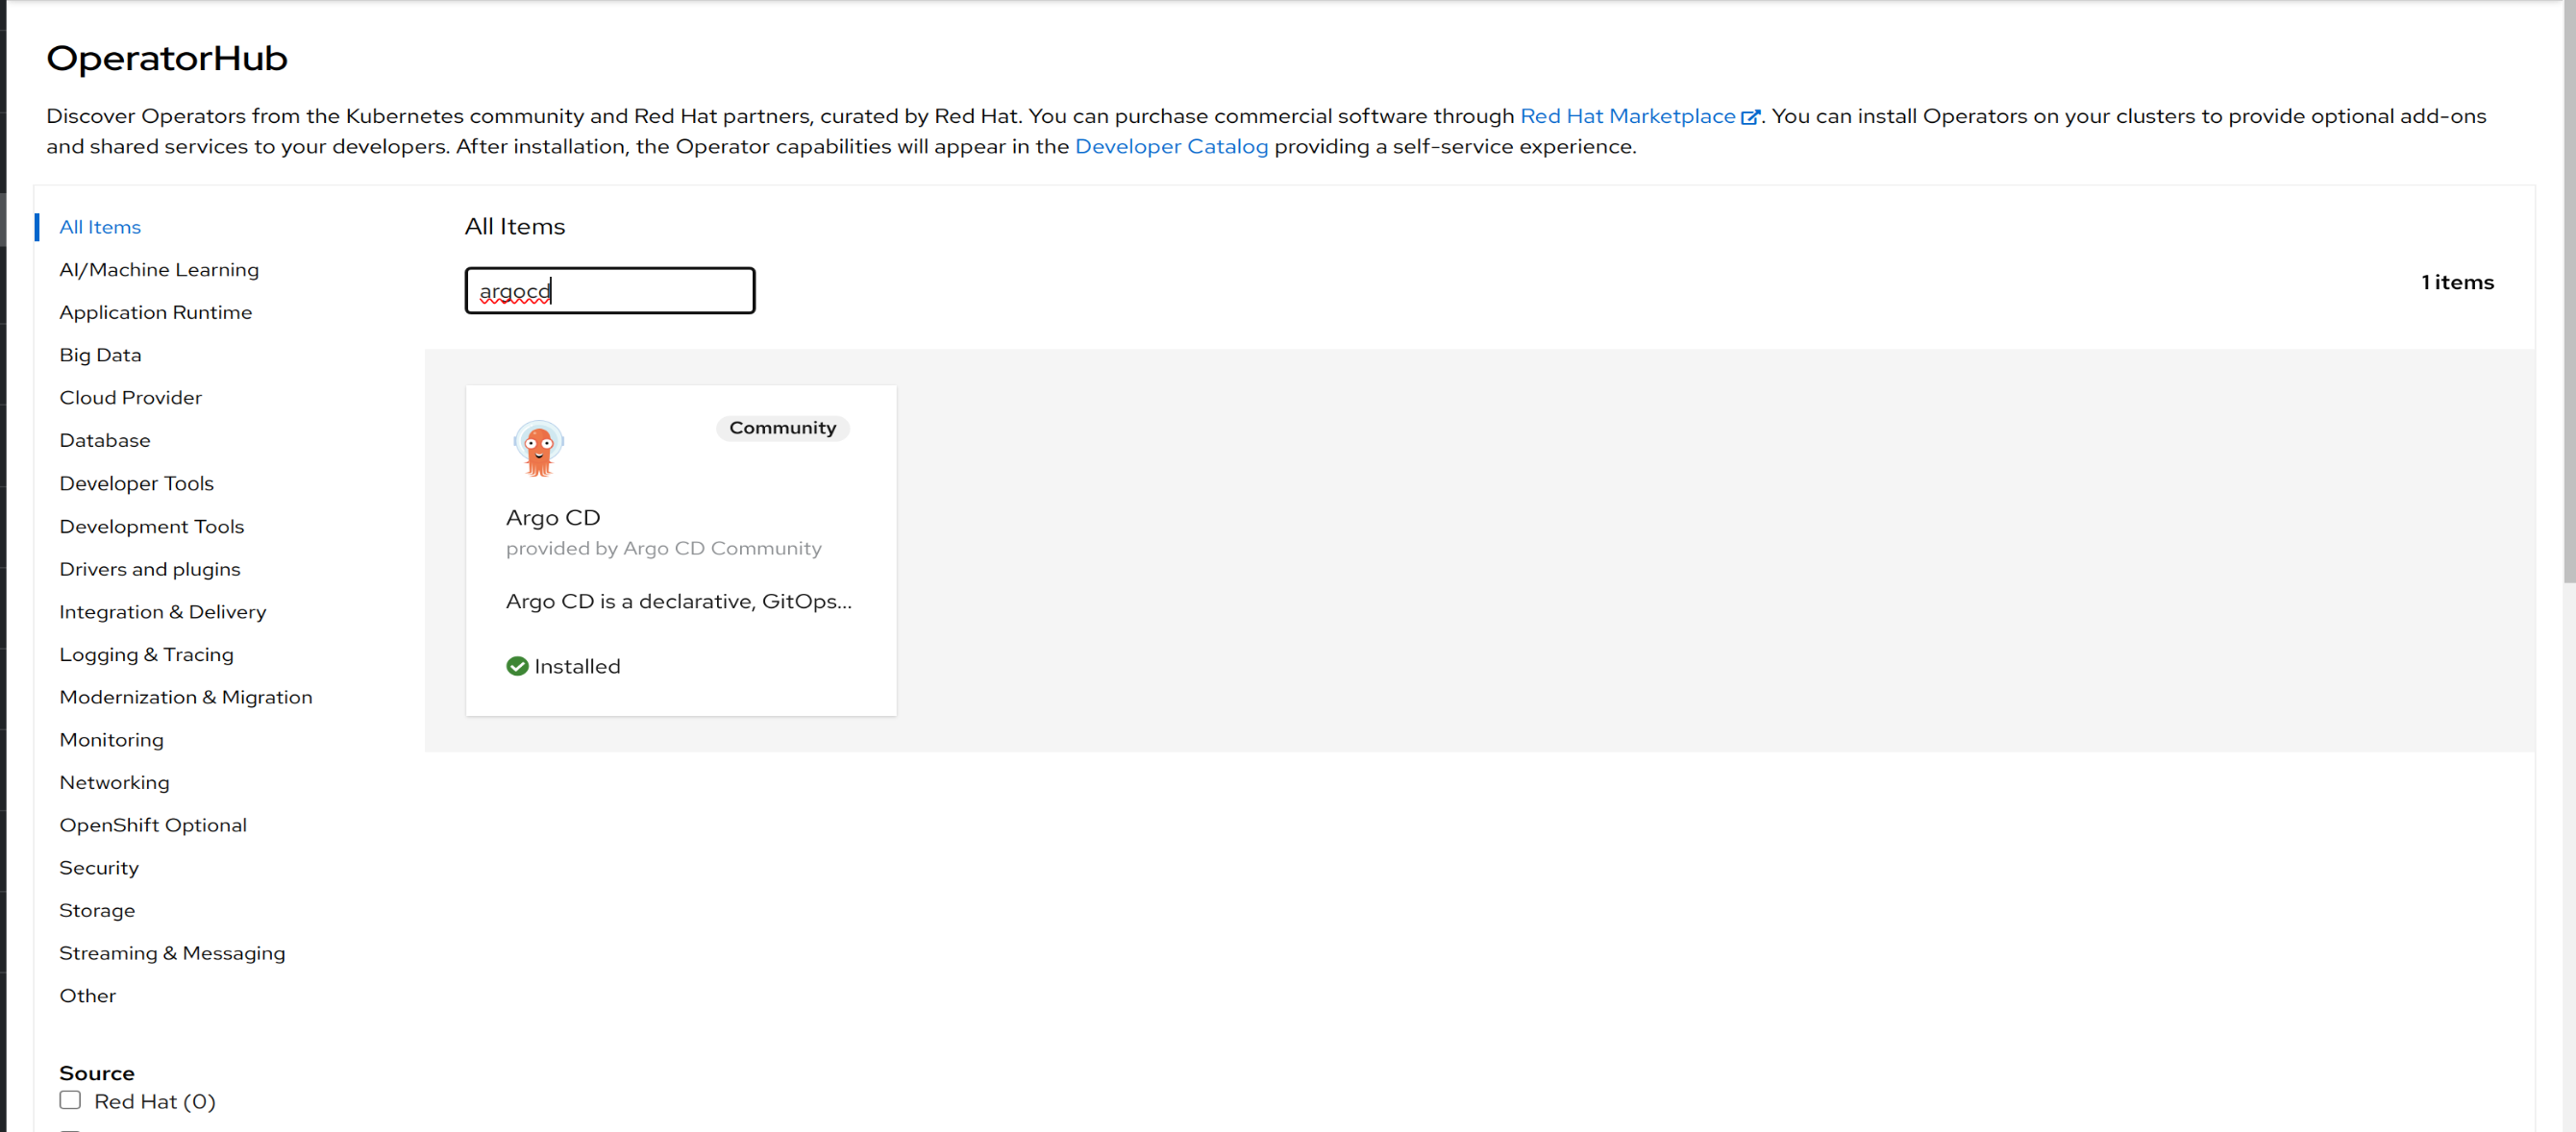 OperatorHub
Discover Operators from the Kubernetes community and Red Hat partners, curated by Red Hat. You can purchase commercial software through Red Hat Marketplace. You can install Operators on your clusters to provide optional add-ons
and shared services to your developers. After installation, the Operator capabilities will appear in the Developer Catalog providing a self-service experience.
All Items
AI/Machine Learning
Application Runtime
Big Data
Cloud Provider
Database
Developer Tools
Development Tools
Drivers and plugins
Integration & Delivery
Logging & Tracing
Modernization & Migration
Monitoring
Networking
OpenShift Optional
Security
Storage
Streaming & Messaging
Other
Source
Red Hat (0)
All Items
argocd
1 items
Community
Argo CD
provided by Argo CD Community
Argo CD is a declarative, GitOps...
Installed